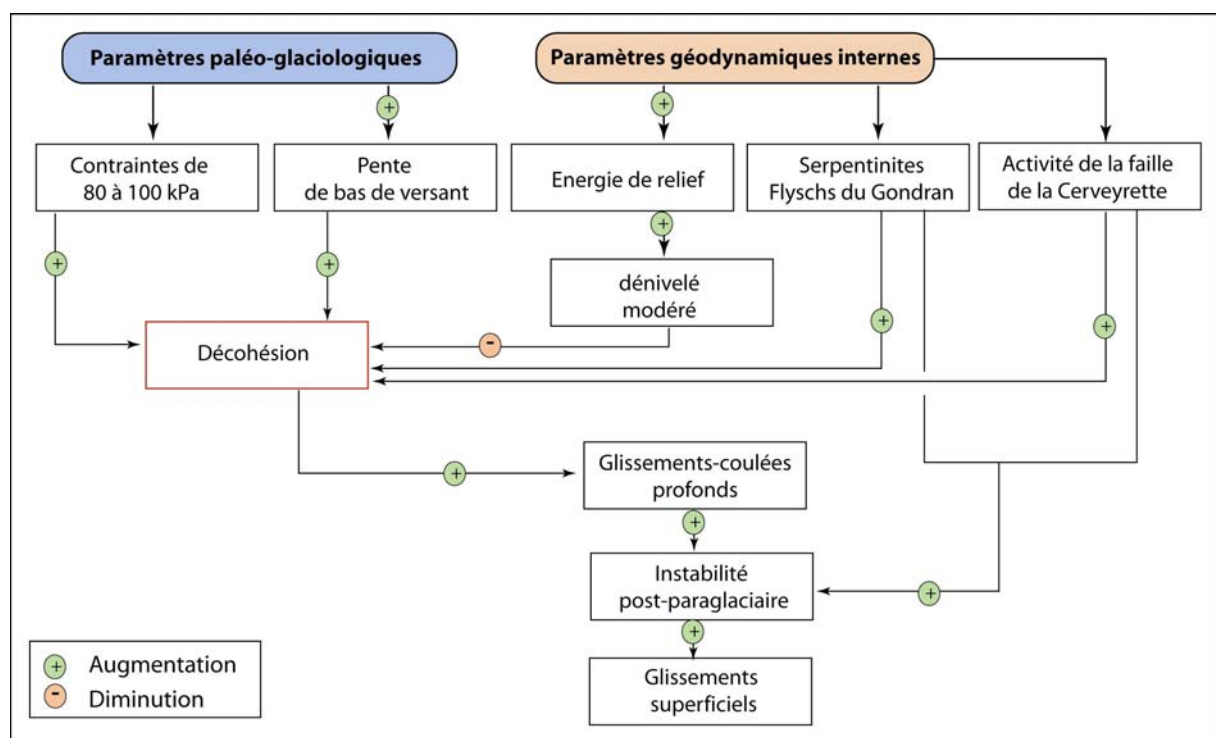 Paramètres paléo-glaciologiques
Paramètres géodynamiques internes
+
+
Contraintes de
80 à 100 kPa
Pente
de bas de versant
Energie de relief
Serpentinites
Flyschs du Gondran
Activité de la faille
de la Cerveyrette
+
+
+
dénivelé
modéré
+
+
-
Décohésion
+
Glissements-coulées
profonds
+
Instabilité
post-paraglaciaire
+
+
Glissements
superficiels
+ Augmentation
- Diminution